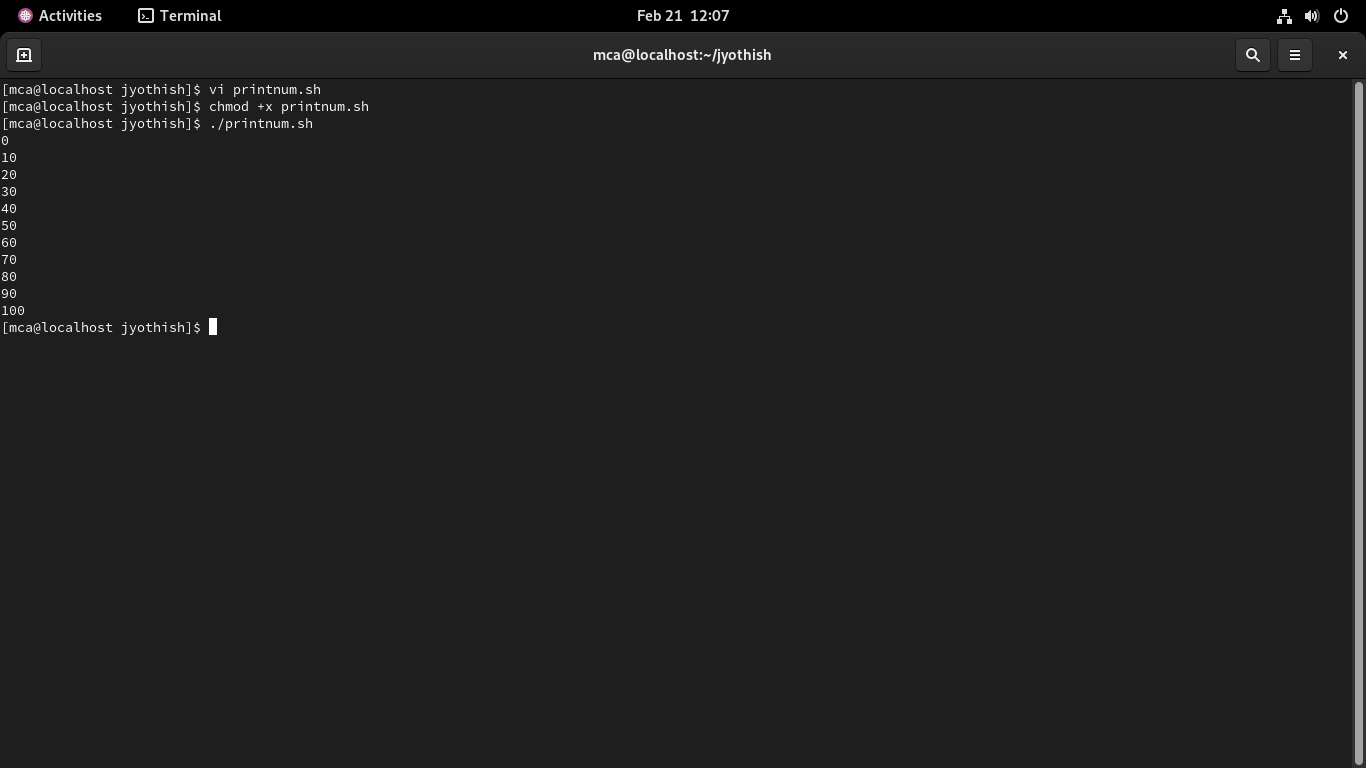 Activities Terminal Feb 21 12:07
mca@localhost:~/jyothish
[mca@localhost jyothish]$ vi printnum.sh
[mca@localhost jyothish]$ chmod +x printnum.sh
[mca@localhost jyothish]$ ./printnum.sh
0
10
20
30
40
50
60
70
80
90
100
[mca@localhost jyothish]$